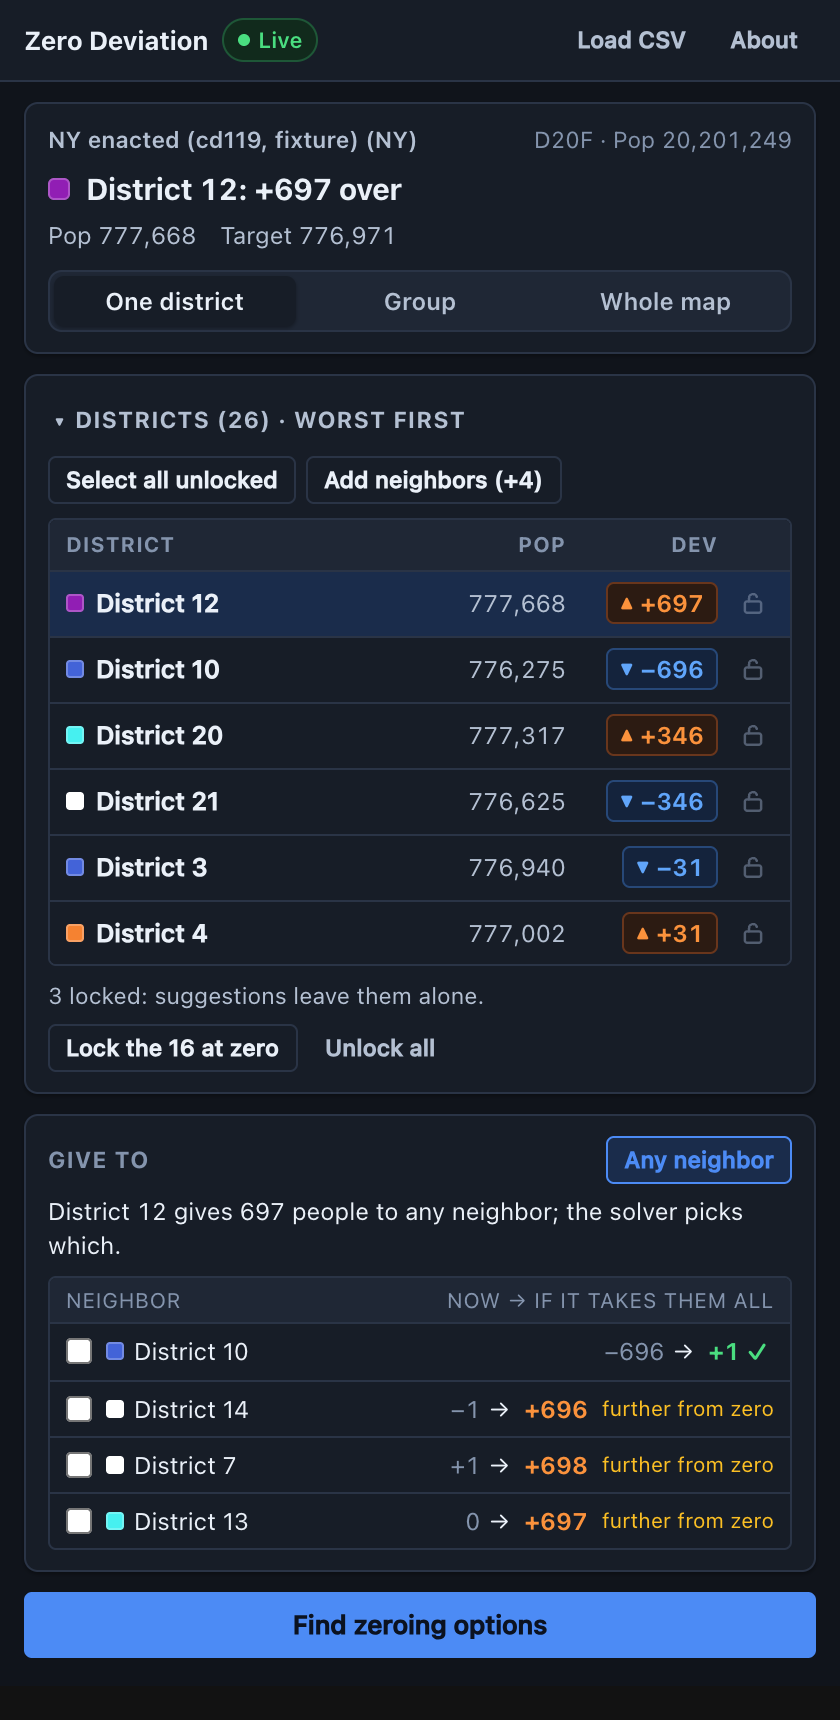 Zero Deviation
Live
Load CSV
About
NY enacted (cd119, fixture) (NY)
D20F · Pop 20,201,249
District 12: +697 over
Pop 777,668 Target 776,971
One district
Group
Whole map
▾ DISTRICTS (26) · WORST FIRST
Select all unlocked
Add neighbors (+4)
DISTRICT POP DEV
District 12 777,668 ▲ +697
District 10 776,275 ▼ −696
District 20 777,317 ▲ +346
District 21 776,625 ▼ −346
District 3 776,940 ▼ −31
District 4 777,002 ▲ +31
3 locked: suggestions leave them alone.
Lock the 16 at zero
Unlock all
GIVE TO
Any neighbor
District 12 gives 697 people to any neighbor; the solver picks
which.
NEIGHBOR NOW → IF IT TAKES THEM ALL
District 10 −696 → +1 ✓
District 14 −1 → +696 further from zero
District 7 +1 → +698 further from zero
District 13 0 → +697 further from zero
Find zeroing options